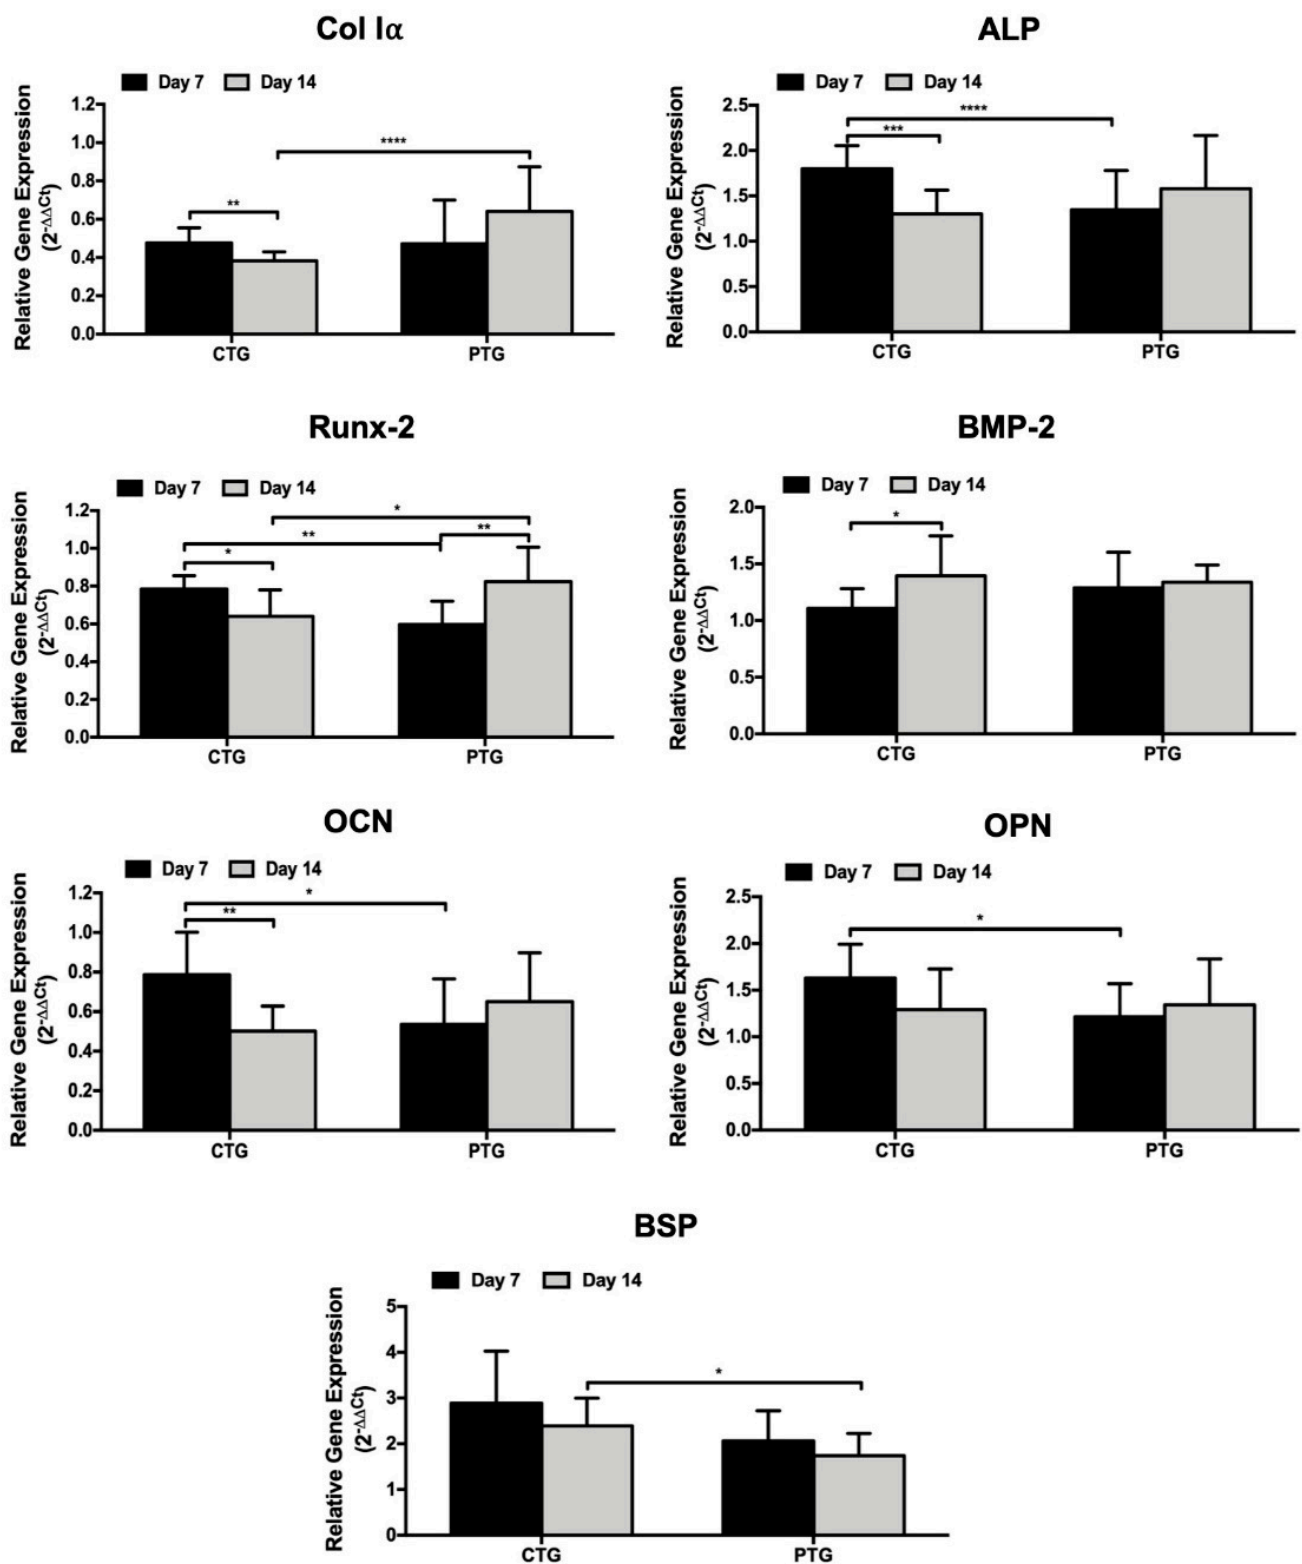 Col Iα
Day 7 Day 14
Relative Gene Expression
(2-ΔΔCt)
1.2
1.0
0.8
0.6
0.4
0.2
0.0
**
****
CTG PTG
ALP
Day 7 Day 14
Relative Gene Expression
(2-ΔΔCt)
2.5
2.0
1.5
1.0
0.5
0.0
****
***
CTG PTG
Runx-2
Day 7 Day 14
Relative Gene Expression
(2-ΔΔCt)
1.2
1.0
0.8
0.6
0.4
0.2
0.0
*
**
**
*
CTG PTG
BMP-2
Day 7 Day 14
Relative Gene Expression
(2-ΔΔCt)
2.0
1.5
1.0
0.5
0.0
*
CTG PTG
OCN
Day 7 Day 14
Relative Gene Expression
(2-ΔΔCt)
1.2
1.0
0.8
0.6
0.4
0.2
0.0
*
**
CTG PTG
OPN
Day 7 Day 14
Relative Gene Expression
(2-ΔΔCt)
2.5
2.0
1.5
1.0
0.5
0.0
*
CTG PTG
BSP
Day 7 Day 14
Relative Gene Expression
(2-ΔΔCt)
5
4
3
2
1
0
*
CTG PTG